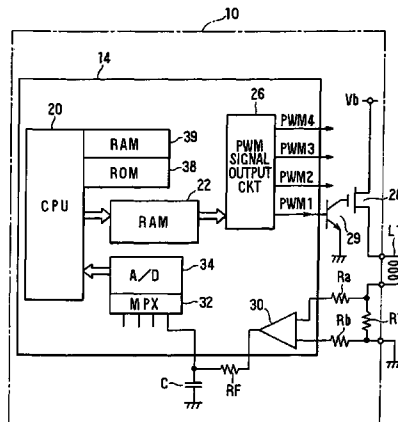 10
14
20
26
Vb
PWM4
RAM
39
PWM
SIGNAL
OUTPUT
CKT
PWM3
ROM
38
PWM2
28
CPU
22
RAM
PWM1
29
A/D
34
MPX
32
30
Ra
Rb
C
RF